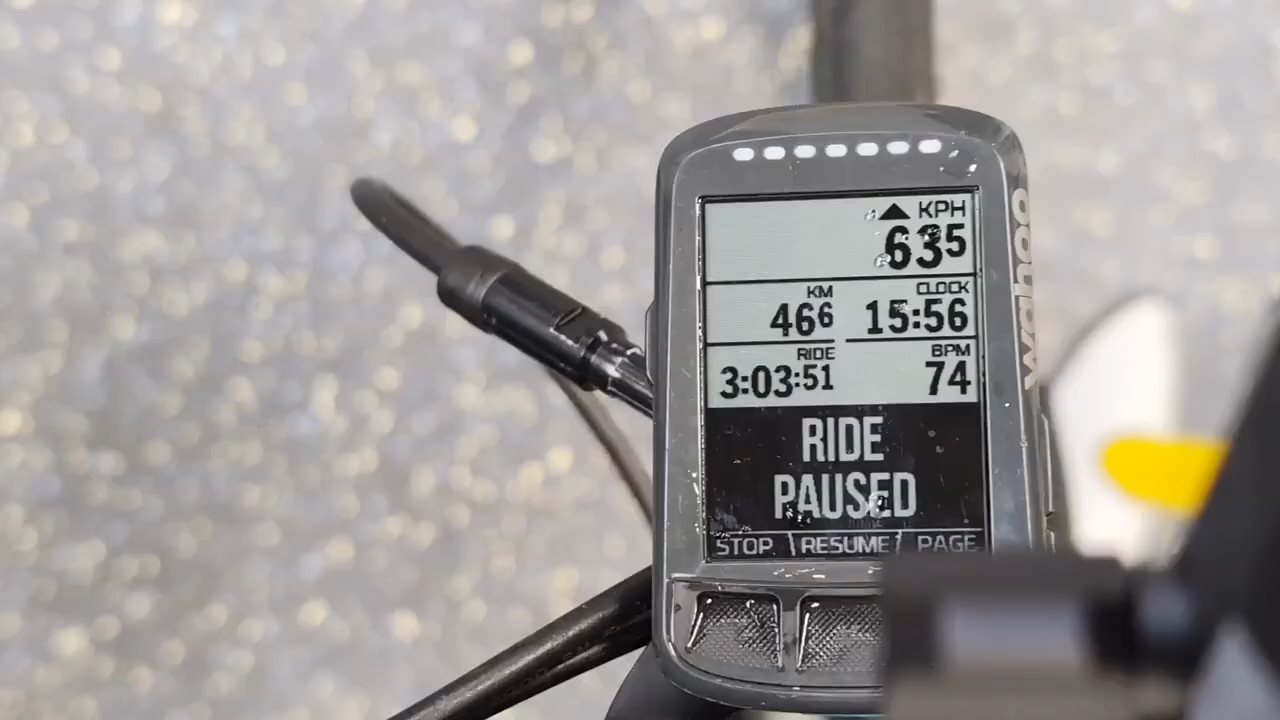 ▲ KPH
63.5
KM
46.6
CLOCK
15:56
RIDE
3:03:51
BPM
74
RIDE
PAUSED
STOP RESUME PAGE
wahoo